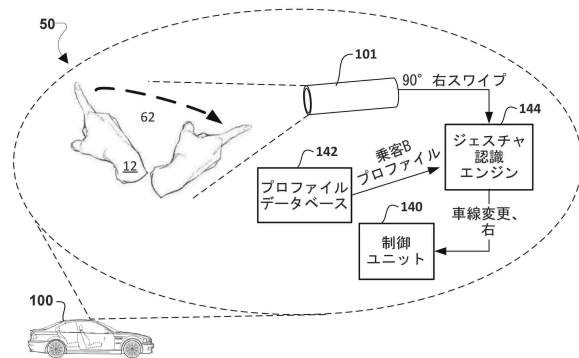 50
101
90° 右スワイプ
62
144
ジェスチャ
認識
エンジン
12
142
乗客B
プロファイル
プロファイル
データベース
140
車線変更、
右
制御
ユニット
100